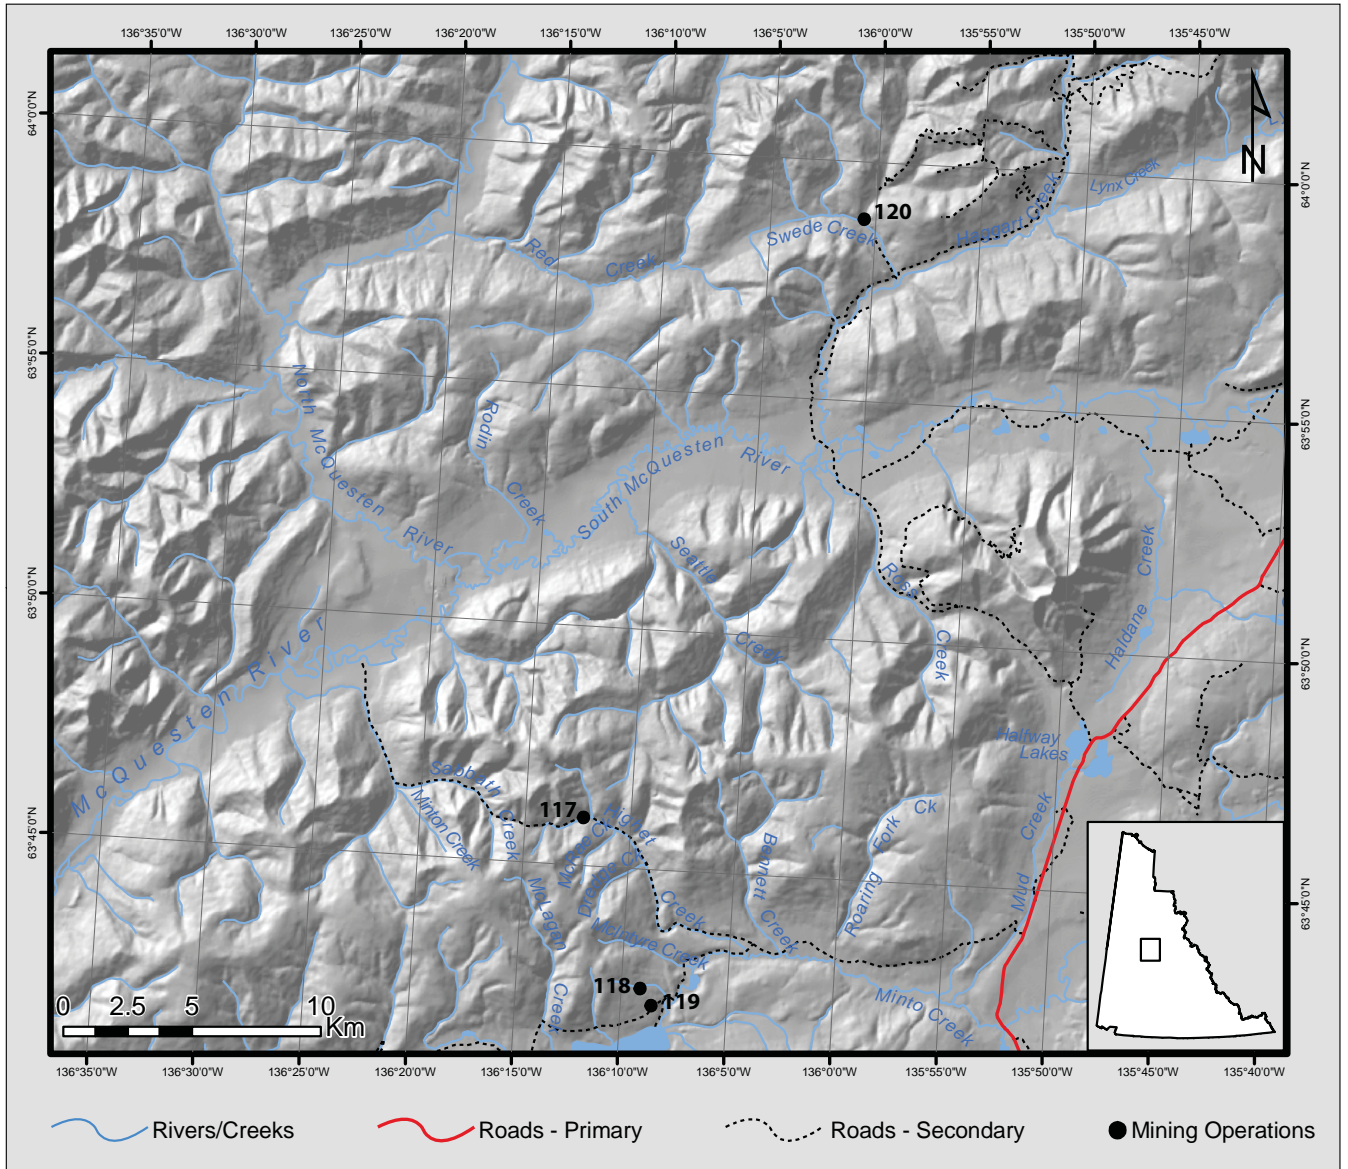 136°35'0"W 136°30'0"W 136°25'0"W 136°20'0"W 136°15'0"W 136°10'0"W 136°5'0"W 136°0'0"W 135°55'0"W 135°50'0"W 135°45'0"W
64°0'0"N
64°0'0"N
N
Lynx Creek
120
Haggart Creek
Swede Creek
Red Creek
63°55'0"N
63°55'0"N
North McQuesten River
Rodin Creek
South McQuesten River
Seattle Creek
Ross Creek
Haldane Creek
63°50'0"N
63°50'0"N
McQuesten River
Halfway
Lakes
Sabbath Creek
Minton Creek
117
Highet Creek
McPee Ck
Dredge Ck
Bennett Creek
Roaring Fork Ck
Mud Creek
63°45'0"N
63°45'0"N
McLagan Creek
McIntyre Creek
118
119
Minto Creek
0 2.5 5 10
Km
136°35'0"W 136°30'0"W 136°25'0"W 136°20'0"W 136°15'0"W 136°10'0"W 136°5'0"W 136°0'0"W 135°55'0"W 135°50'0"W 135°45'0"W 135°40'0"W
Rivers/Creeks Roads - Primary Roads - Secondary Mining Operations